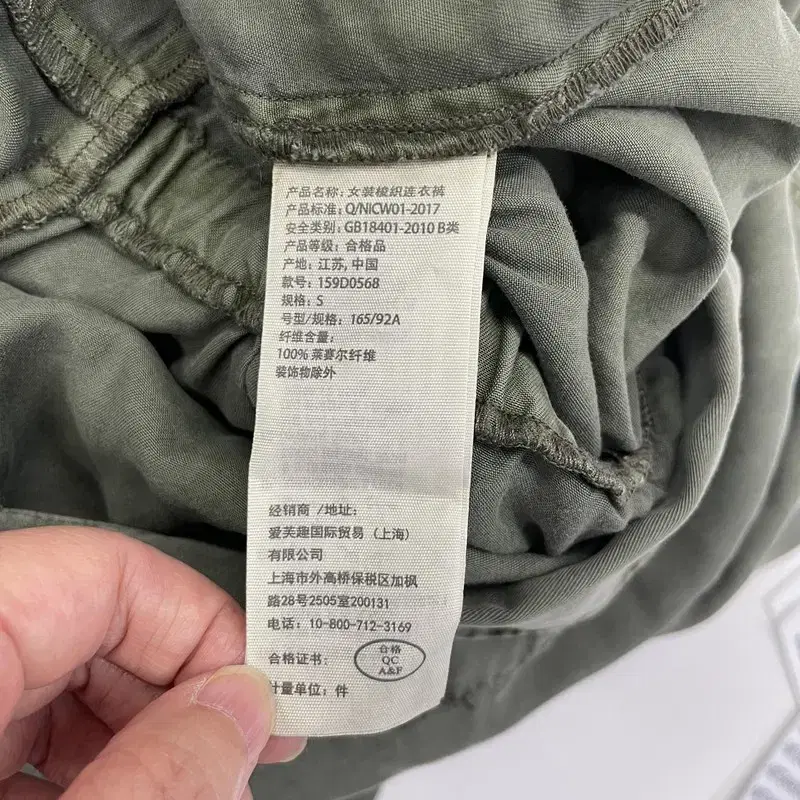 产品名称: 女装梭织连衣裤
产品标准: Q/NICW01-2017
安全类别: GB18401-2010 B类
产品等级: 合格品
产地: 江苏, 中国
款号: 159D0568
规格: S
号型/规格: 165/92A
纤维含量:
100% 莱赛尔纤维
装饰物除外
经销商 /地址:
爱芙趣国际贸易 (上海)
有限公司
上海市外高桥保税区加枫
路28号2505室200131
电话: 10-800-712-3169
合格证书:
合格
QC
A&F
计量单位: 件